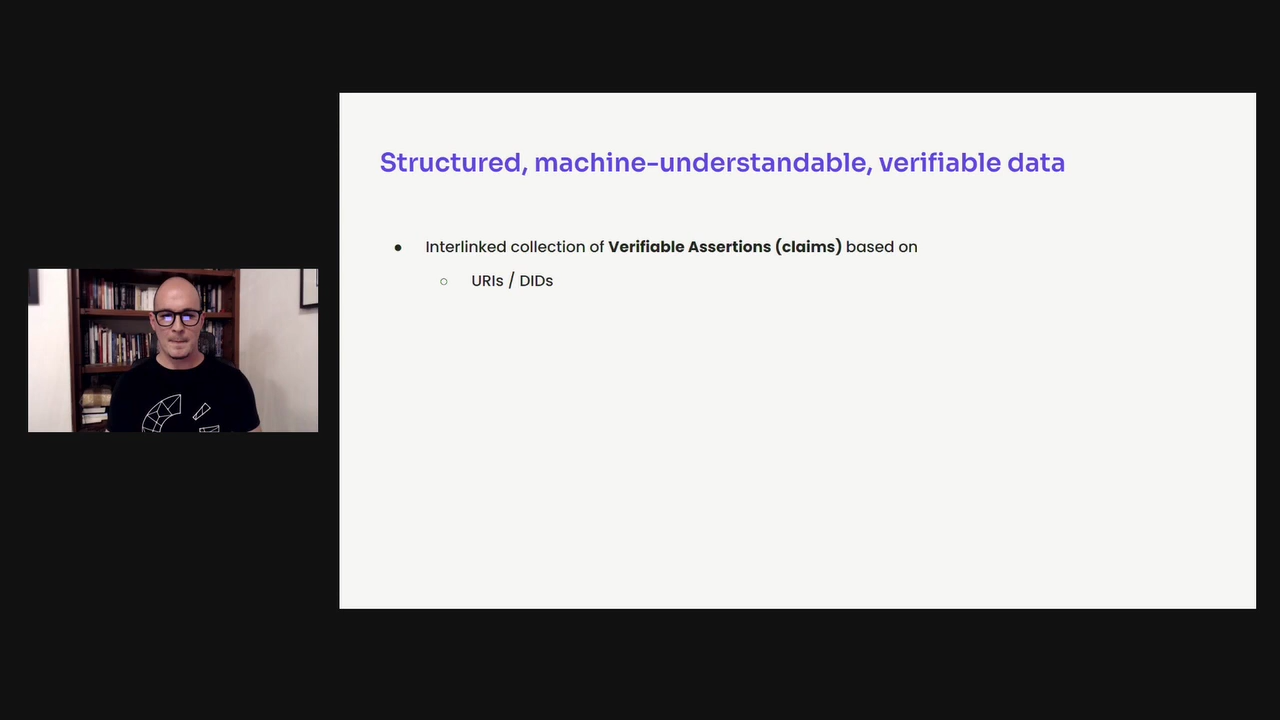 Structured, machine-understandable, verifiable data
● Interlinked collection of Verifiable Assertions (claims) based on
○ URIs / DIDs